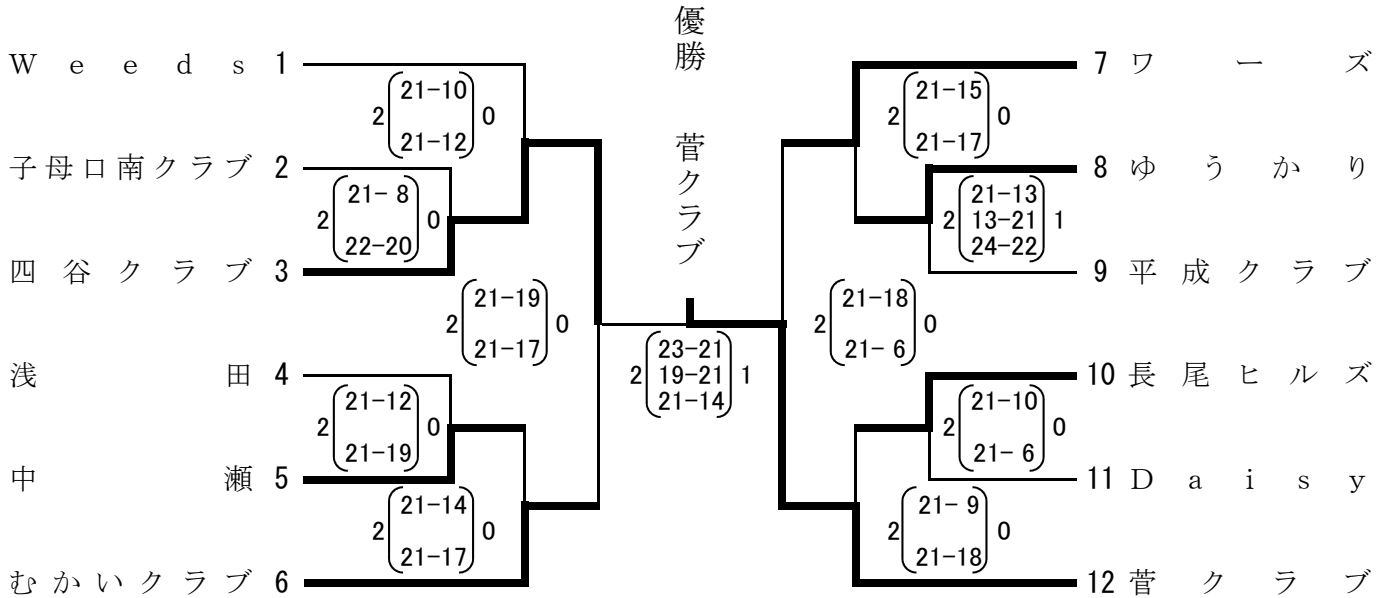 優勝 菅クラブ
Ｗｅｅｄｓ 1
2 21-10 0
21-12
子母口南クラブ 2
2 21- 8 0
22-20
四谷クラブ 3
2 21-19 0
21-17
浅田 4
2 21-12 0
21-19
中瀬 5
2 21-14 0
21-17
むかいクラブ 6
23-21
2 19-21 1
21-14
7 ワーズ
2 21-15 0
21-17
8 ゆうかり
21-13
2 13-21 1
24-22
9 平成クラブ
2 21-18 0
21- 6
10 長尾ヒルズ
2 21-10 0
21- 6
11 Ｄａｉｓｙ
2 21- 9 0
21-18
12 菅クラブ